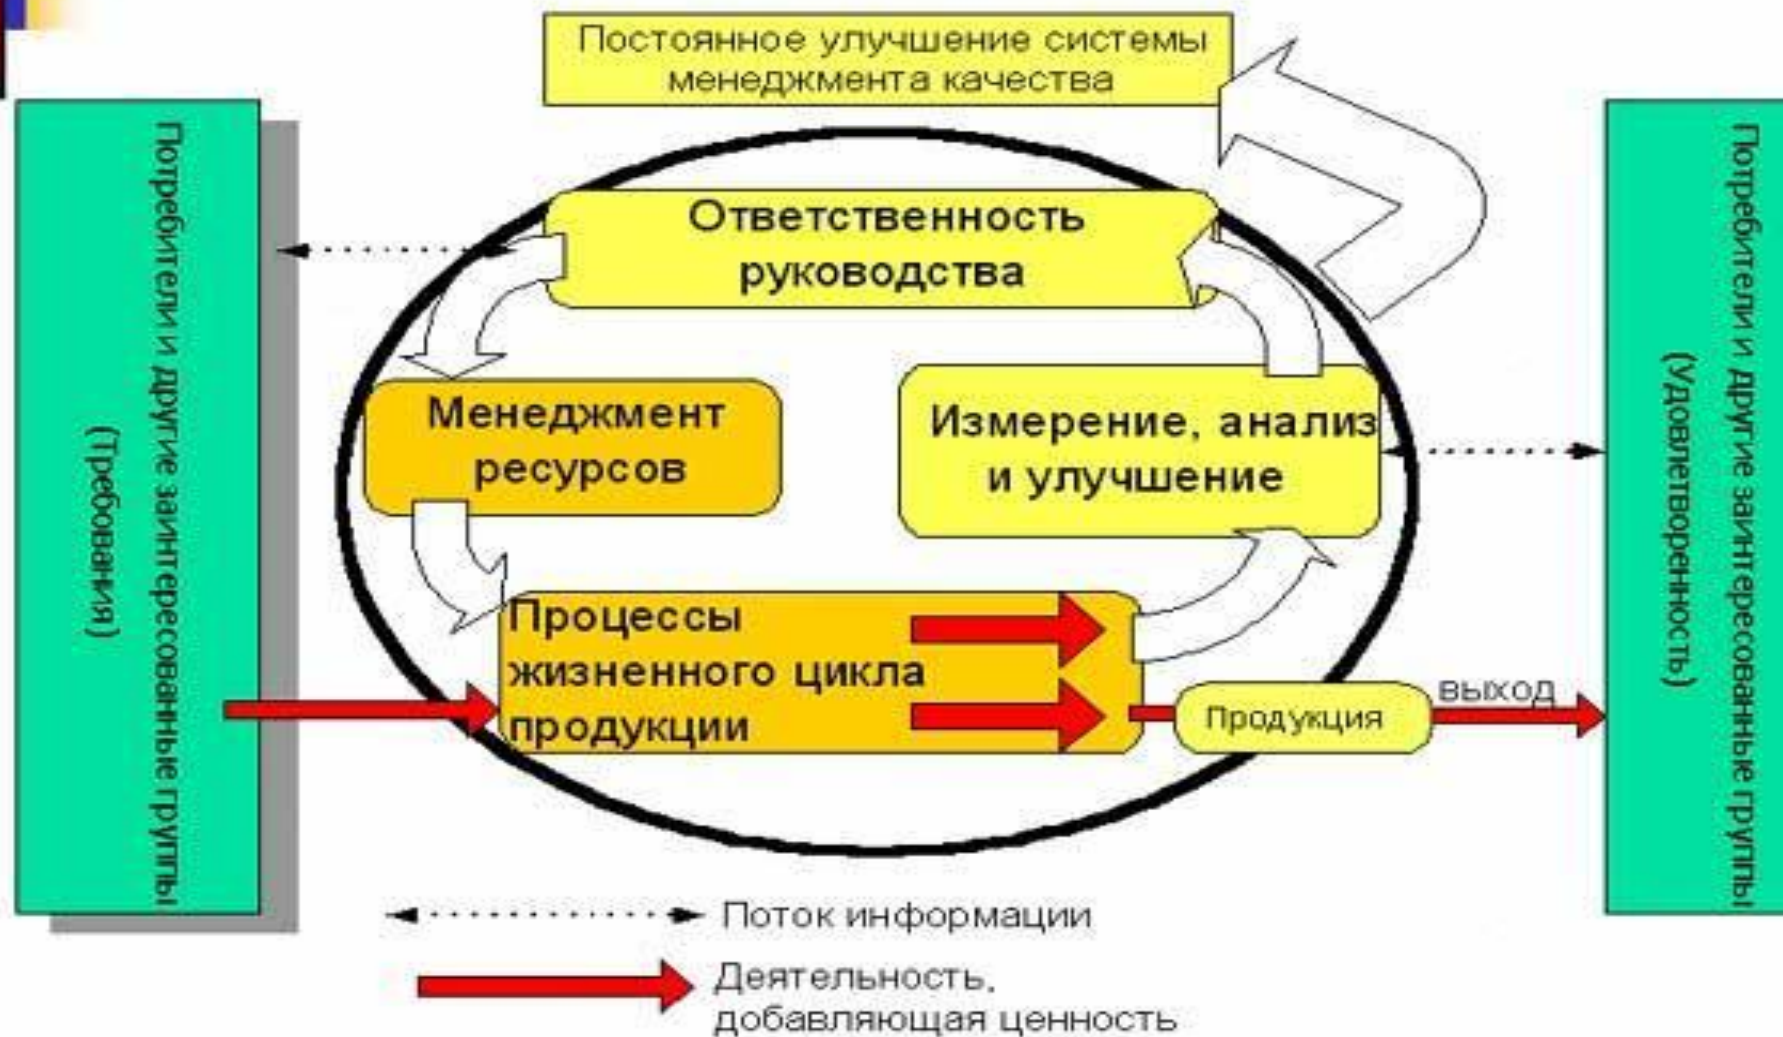 Постоянное улучшение системы
менеджмента качества
Потребители и другие заинтересованные группы
(Требования)
Ответственность
руководства
Менеджмент
ресурсов
Измерение, анализ
и улучшение
Процессы
жизненного цикла
продукции
Продукция
выход
Потребители и другие заинтересованные группы
(Удовлетворенность)
Поток информации
Деятельность,
добавляющая ценность